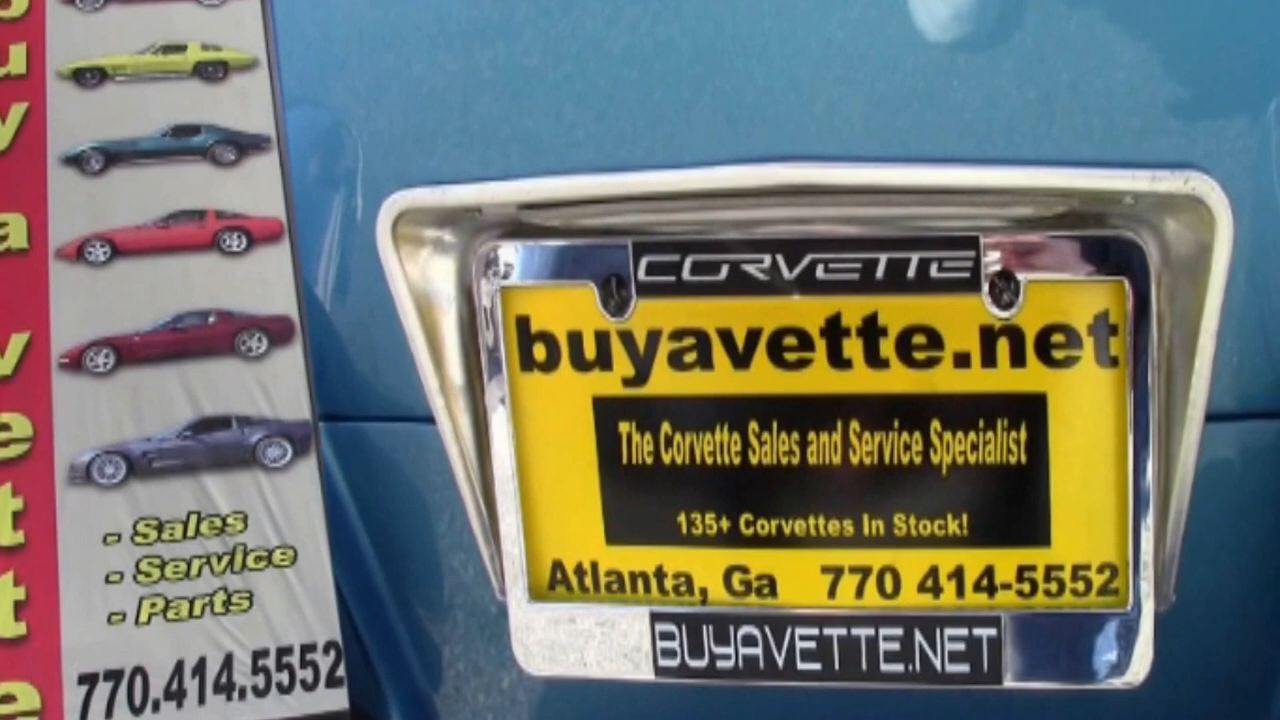 buyavette
- Sales
- Service
- Parts
770.414.5552
CORVETTE
buyavette.net
The Corvette Sales and Service Specialist
135+ Corvettes In Stock!
Atlanta, Ga 770 414-5552
BUYAVETTE.NET